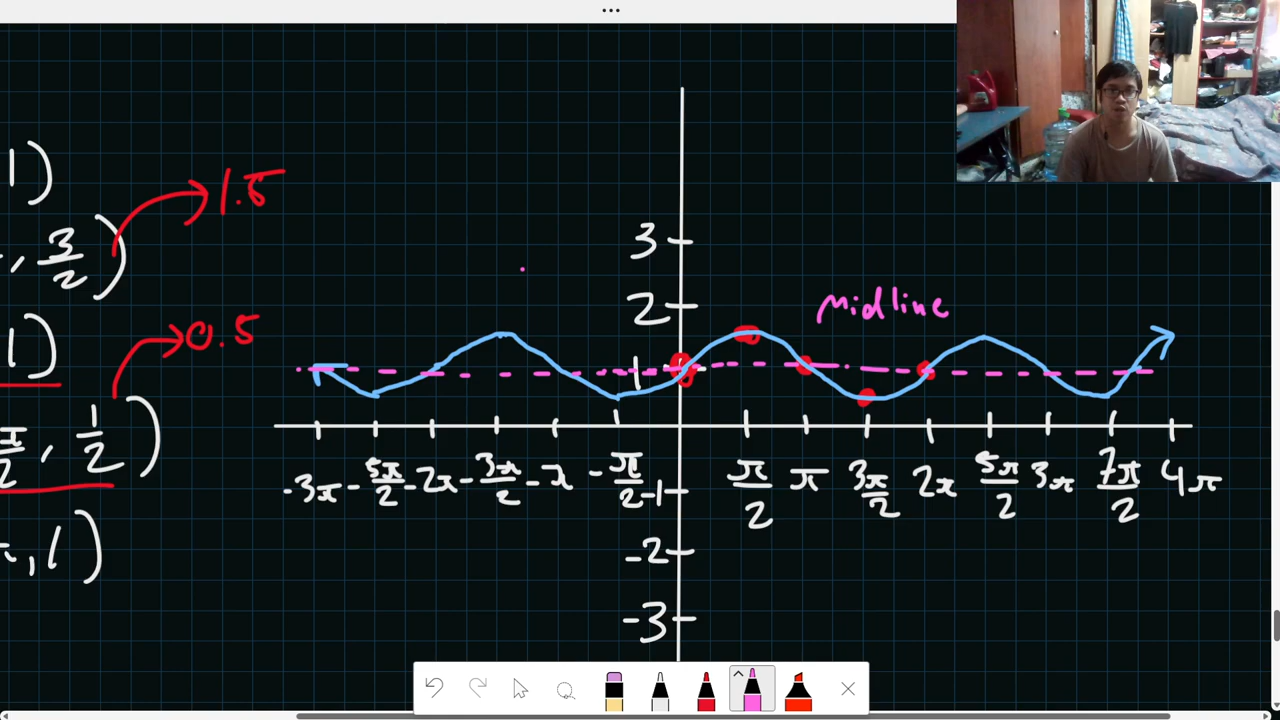 1)
, 3/2) → 1.5
1)
π/2, 1/2) → 0.5
π, 1)
midline
3
2
1
-3π -5π/2 -2π -3π/2 -π -π/2 π/2 π 3π/2 2π 5π/2 3π 7π/2 4π
-1
-2
-3